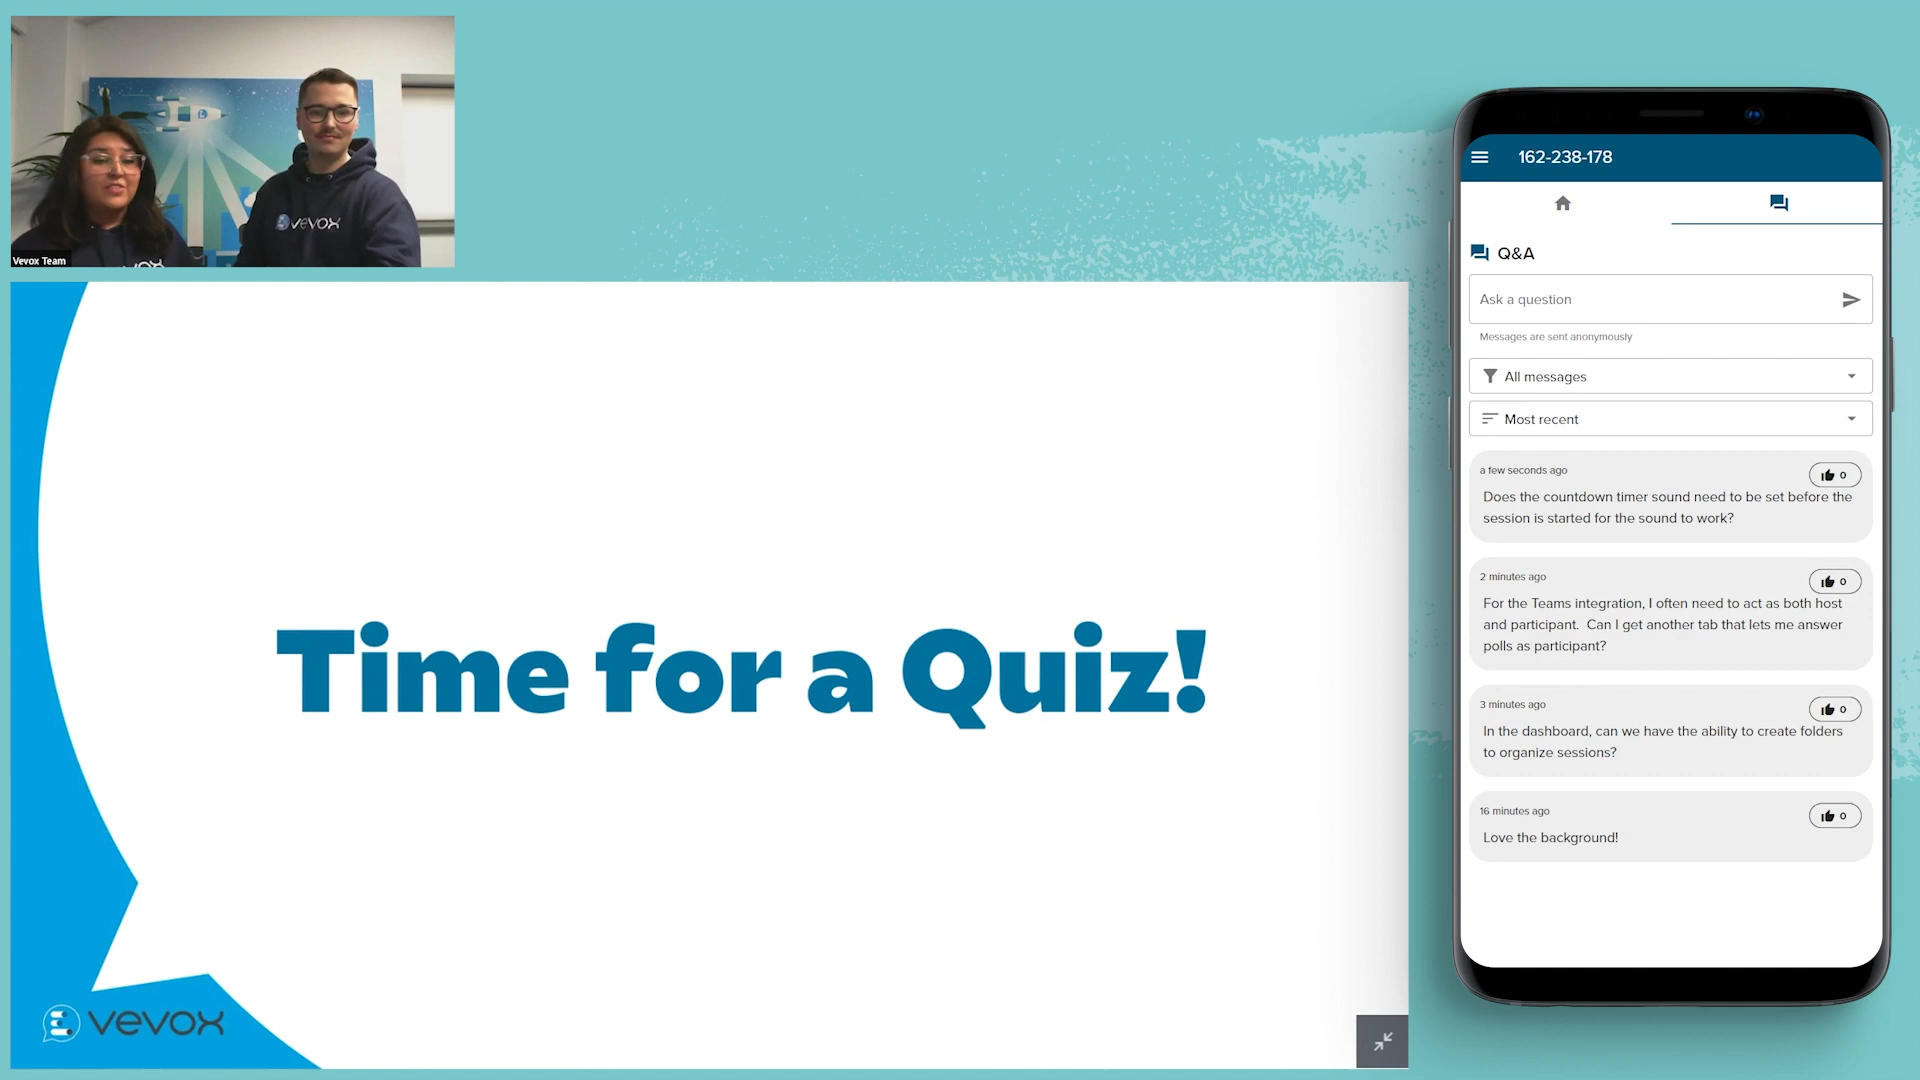 vevox
Vevox Team
Time for a Quiz!
vevox
162-238-178
Q&A
Ask a question
Messages are sent anonymously
All messages
Most recent
a few seconds ago
0
Does the countdown timer sound need to be set before the
session is started for the sound to work?
2 minutes ago
0
For the Teams integration, I often need to act as both host
and participant. Can I get another tab that lets me answer
polls as participant?
3 minutes ago
0
In the dashboard, can we have the ability to create folders
to organize sessions?
16 minutes ago
0
Love the background!